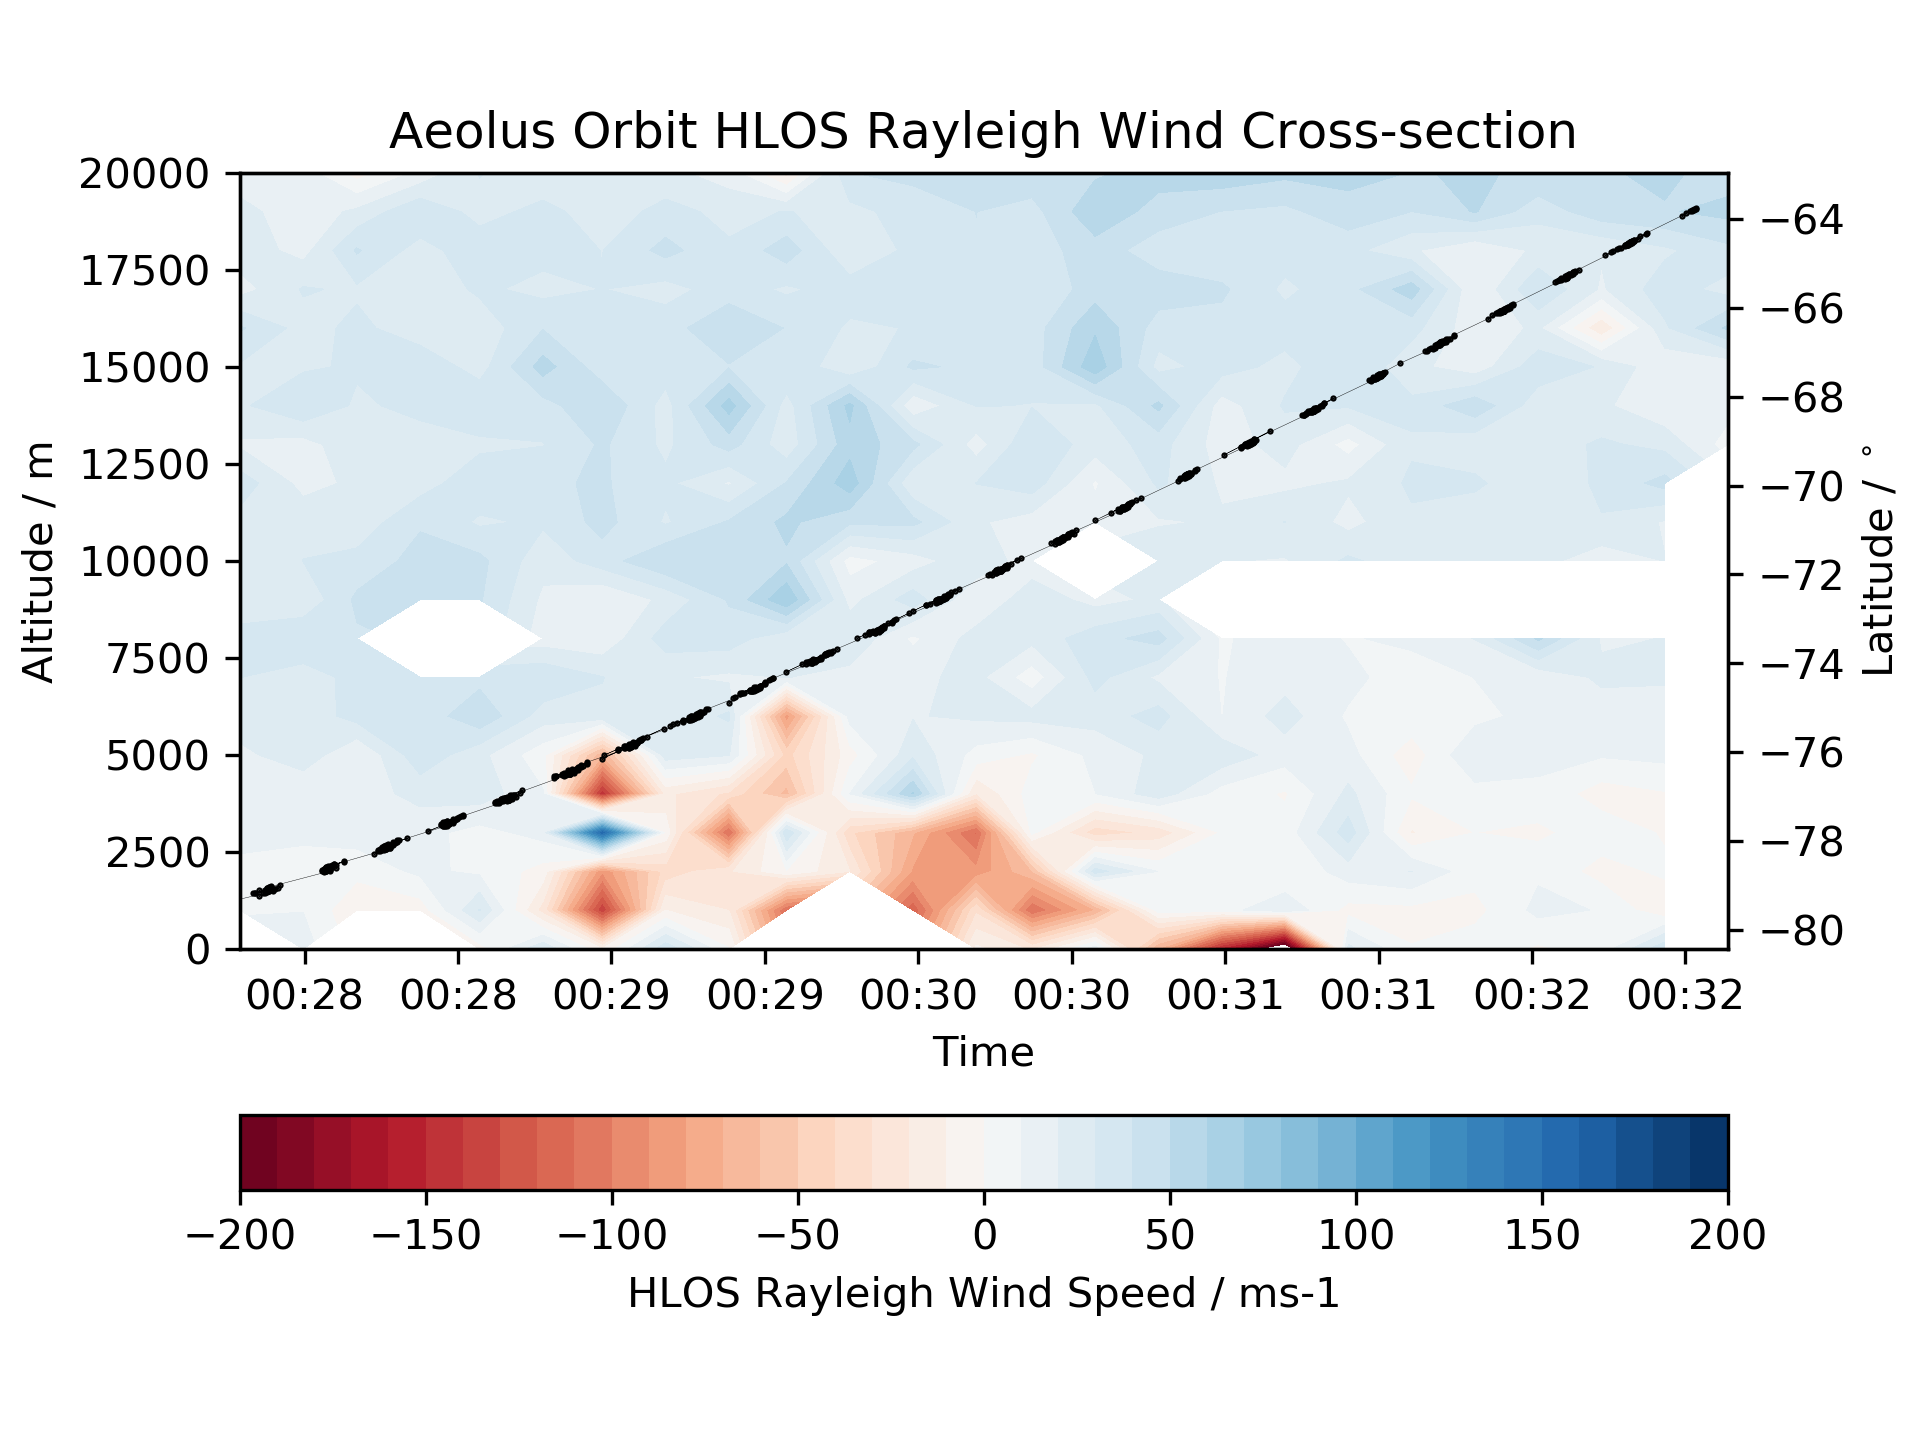 Aeolus Orbit HLOS Rayleigh Wind Cross-section
20000
17500
15000
12500
10000
7500
5000
2500
0
Altitude / m
−64
−66
−68
−70
−72
−74
−76
−78
−80
Latitude / °
00:28 00:28 00:29 00:29 00:30 00:30 00:31 00:31 00:32 00:32
Time
−200 −150 −100 −50 0 50 100 150 200
HLOS Rayleigh Wind Speed / ms-1